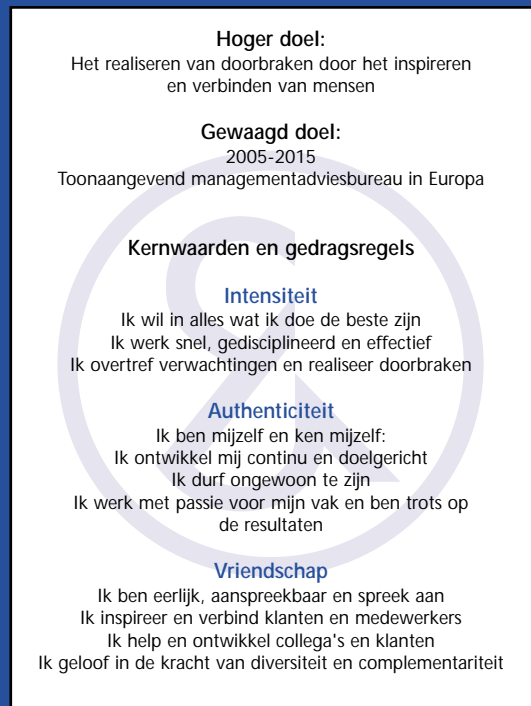 Hoger doel:
Het realiseren van doorbraken door het inspireren
en verbinden van mensen
Gewaagd doel:
2005-2015
Toonaangevend managementadviesbureau in Europa
Kernwaarden en gedragsregels
Intensiteit
Ik wil in alles wat ik doe de beste zijn
Ik werk snel, gedisciplineerd en effectief
Ik overtref verwachtingen en realiseer doorbraken
Authenticiteit
Ik ben mijzelf en ken mijzelf:
Ik ontwikkel mij continu en doelgericht
Ik durf ongewoon te zijn
Ik werk met passie voor mijn vak en ben trots op
de resultaten
Vriendschap
Ik ben eerlijk, aanspreekbaar en spreek aan
Ik inspireer en verbind klanten en medewerkers
Ik help en ontwikkel collega's en klanten
Ik geloof in de kracht van diversiteit en complementariteit